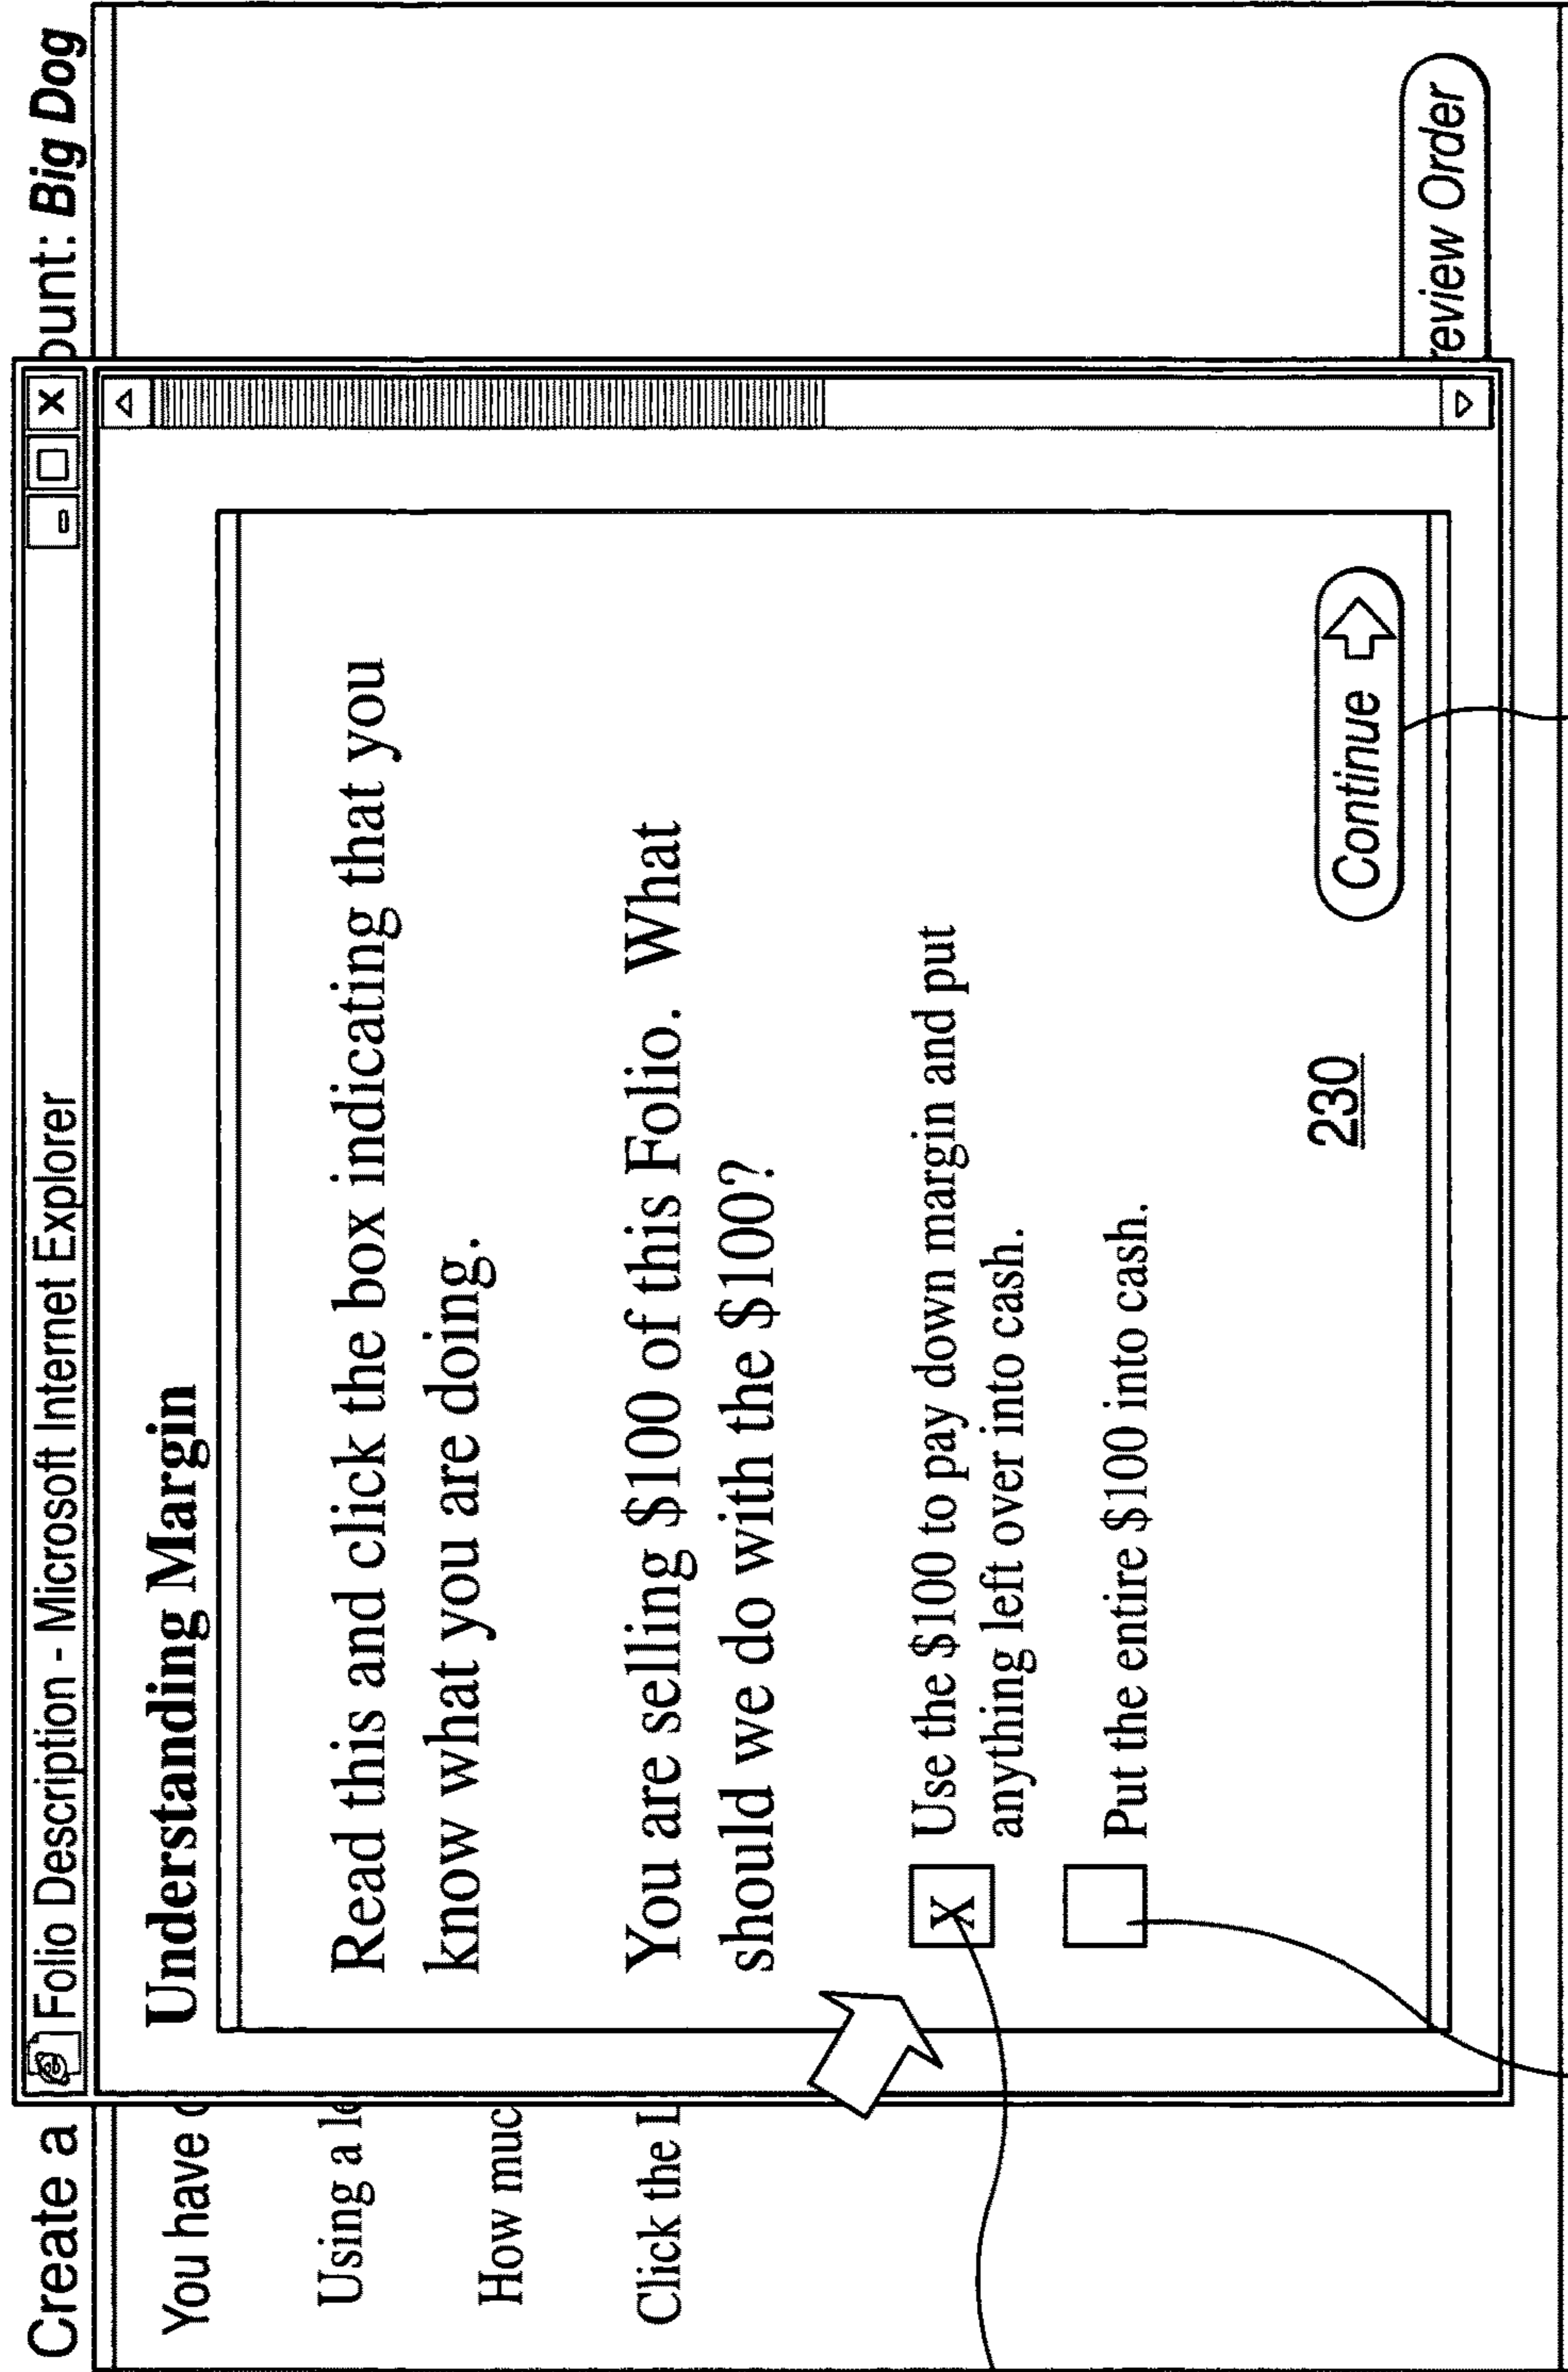 Create a
ount: Big Dog
Folio Description - Microsoft Internet Explorer
X
You have
Using a
How muc
Click the
Understanding Margin
Read this and click the box indicating that you
know what you are doing.
You are selling $100 of this Folio. What
should we do with the $100?
X Use the $100 to pay down margin and put
anything left over into cash.
Put the entire $100 into cash.
230
Continue
review Order